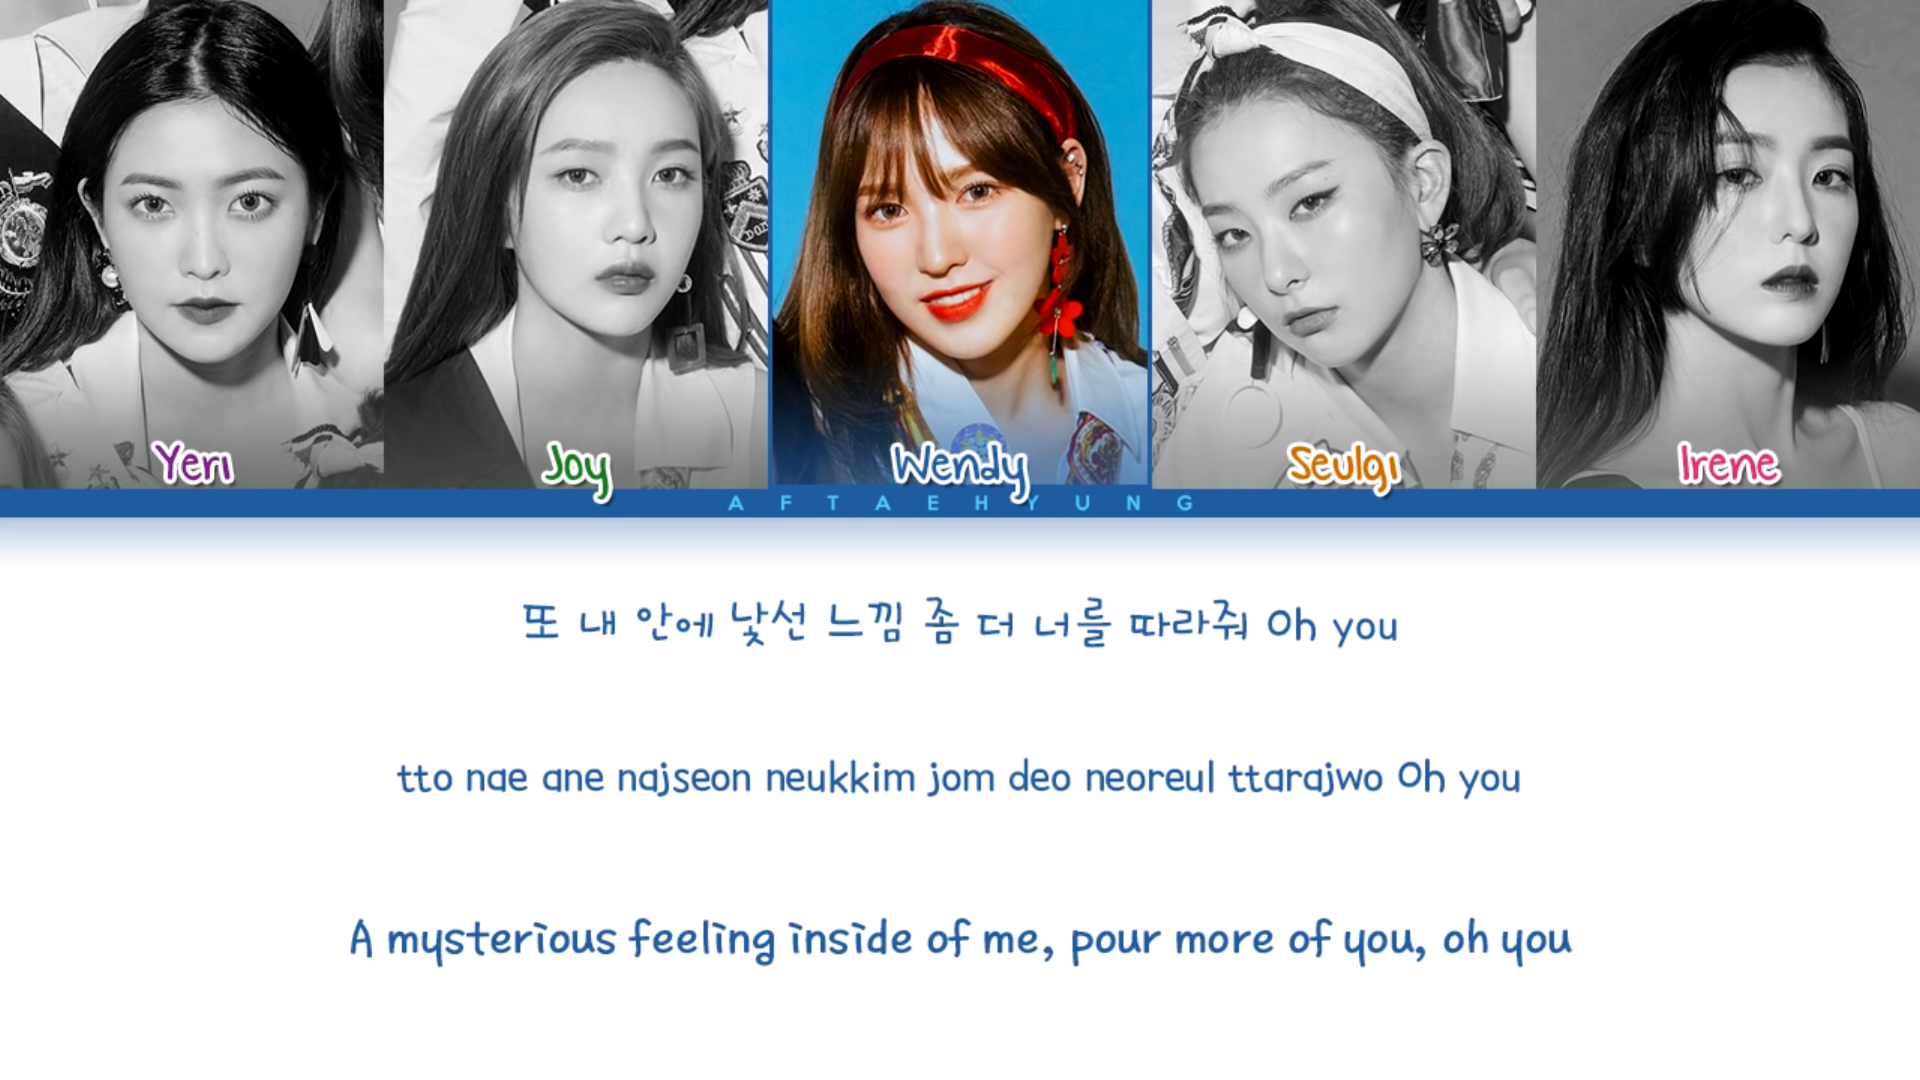 Yeri Joy Wendy Seulgi Irene
AFTAEHYUNG
또 내 안에 낯선 느낌 좀 더 너를 따라줘 Oh you
tto nae ane najseon neukkim jom deo neoreul ttarajwo Oh you
A mysterious feeling inside of me, pour more of you, oh you